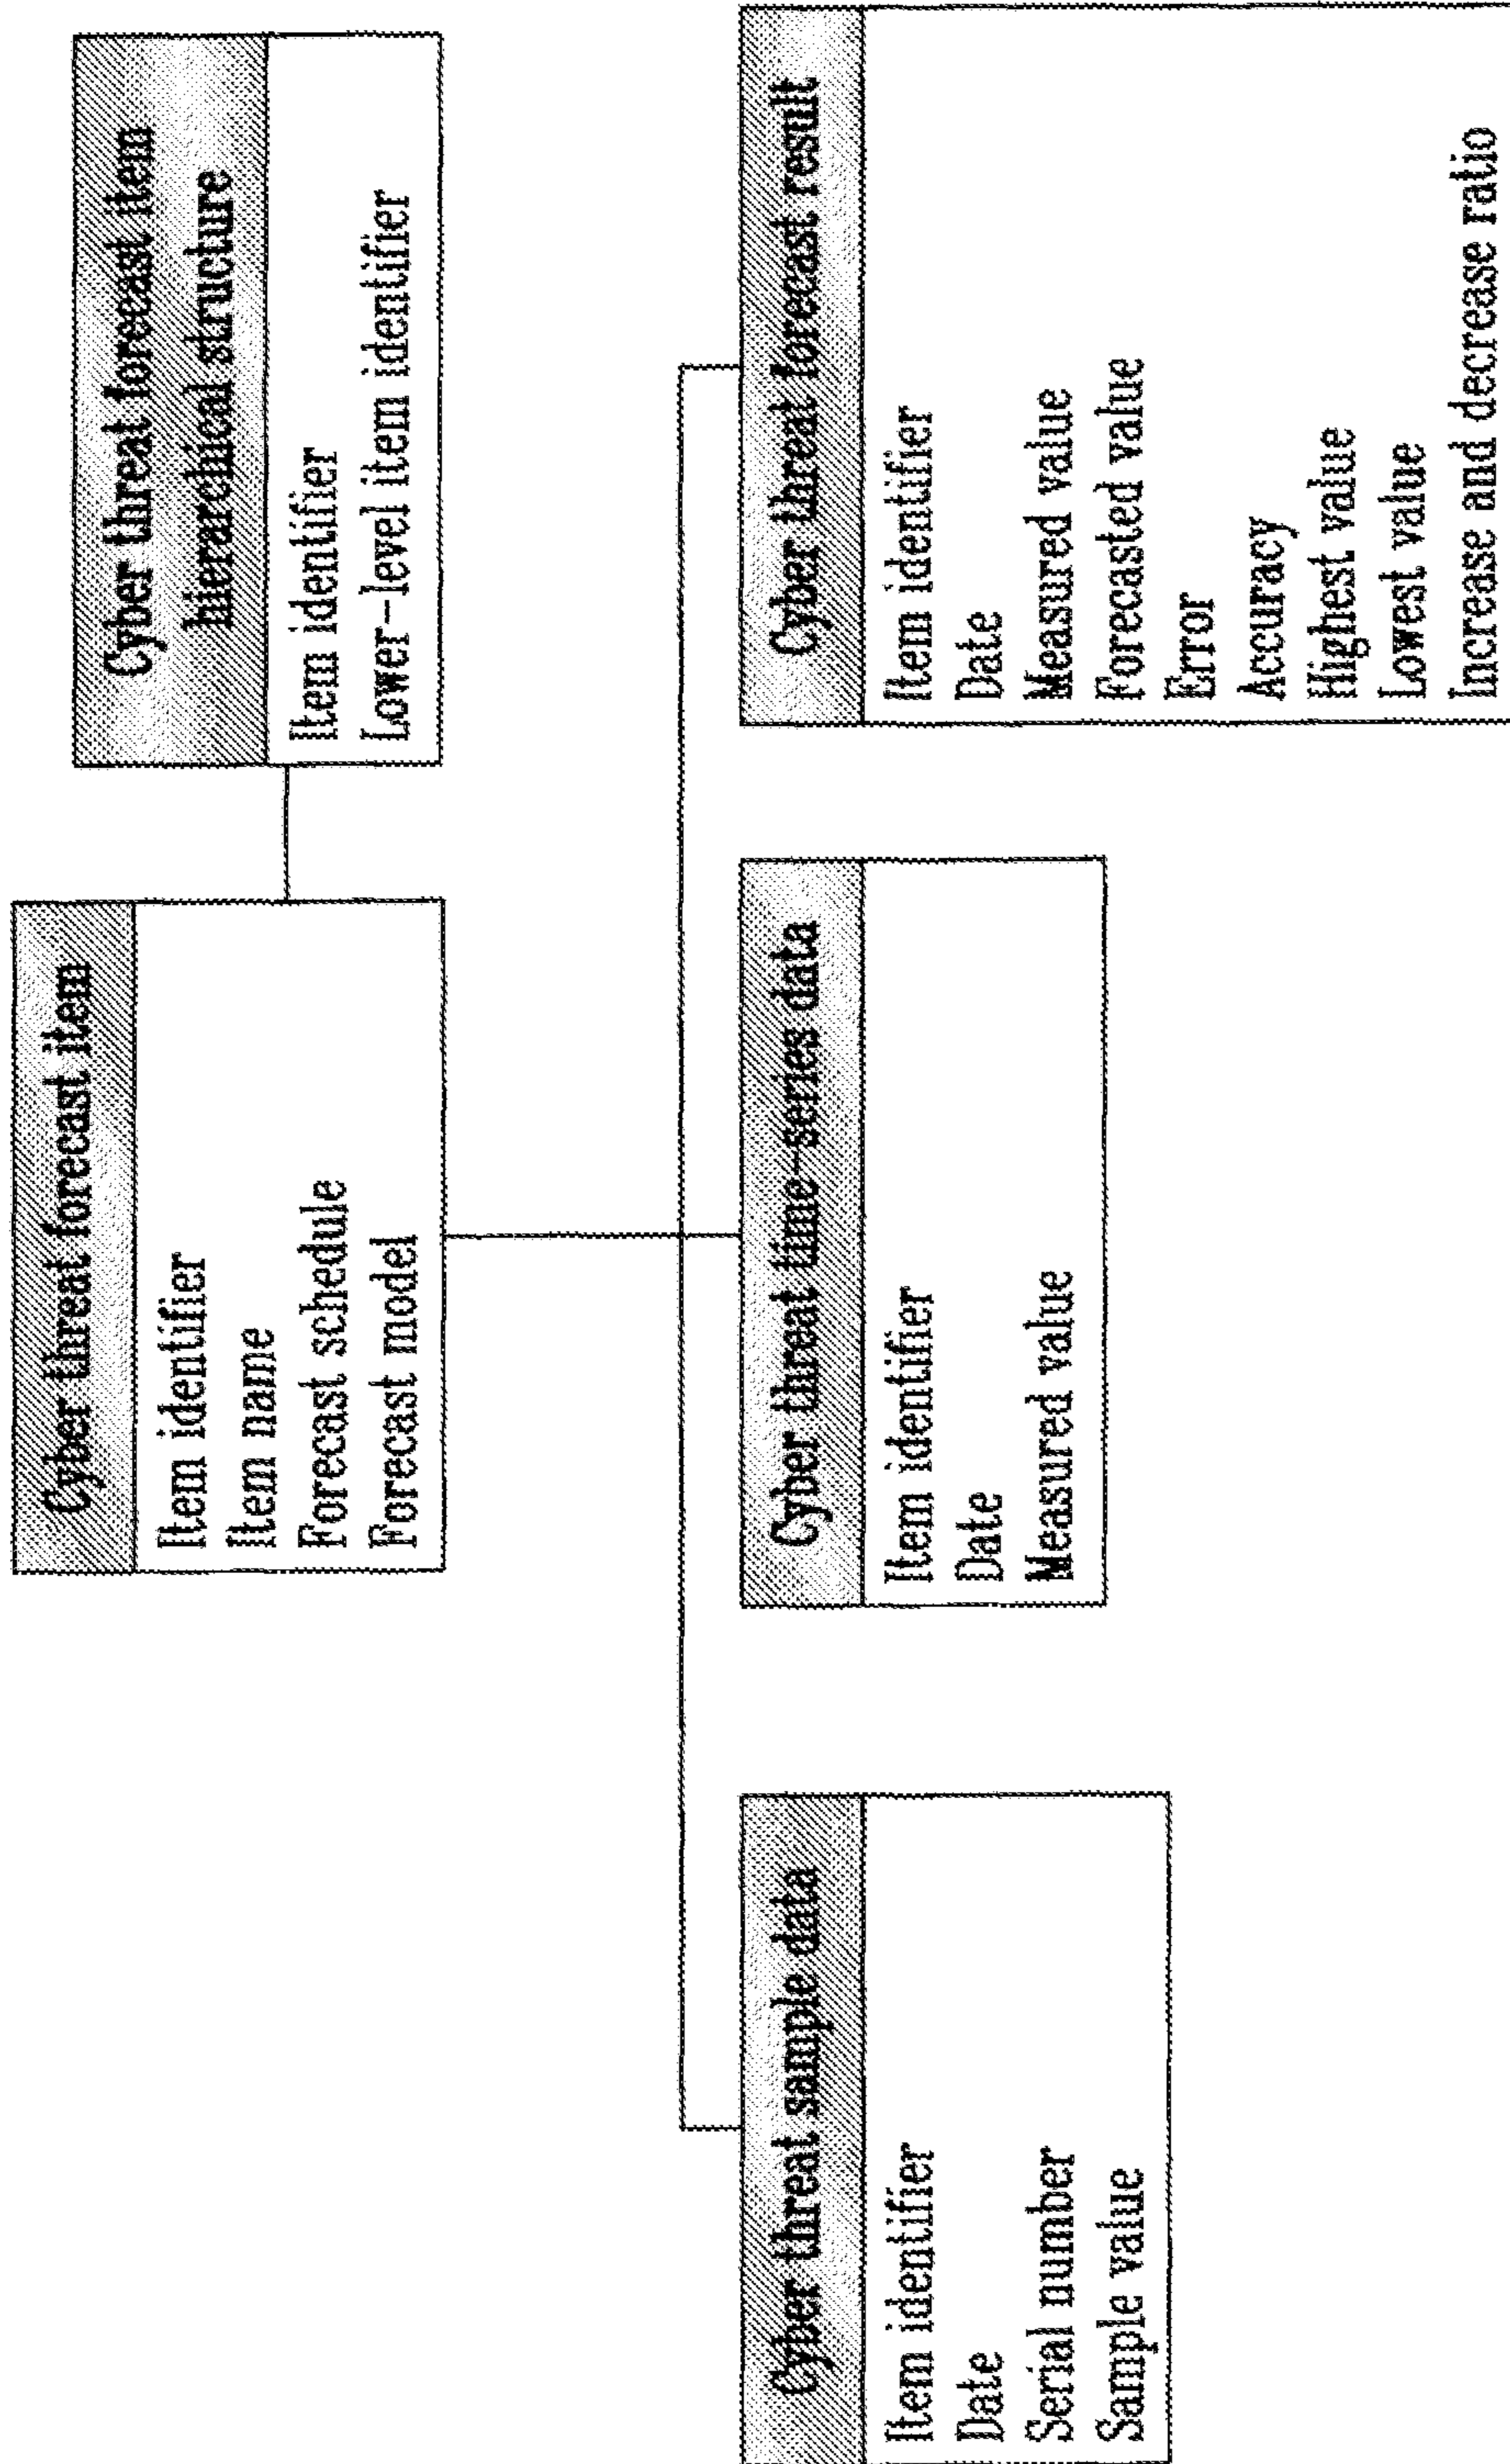 Cyber threat forecast item
Item identifier
Item name
Forecast schedule
Forecast model
Cyber threat forecast item
hierarchical structure
Item identifier
Lower-level item identifier
Cyber threat sample data
Item identifier
Date
Serial number
Sample value
Cyber threat time-series data
Item identifier
Date
Measured value
Cyber threat forecast result
Item identifier
Date
Measured value
Forecasted value
Error
Accuracy
Highest value
Lowest value
Increase and decrease ratio